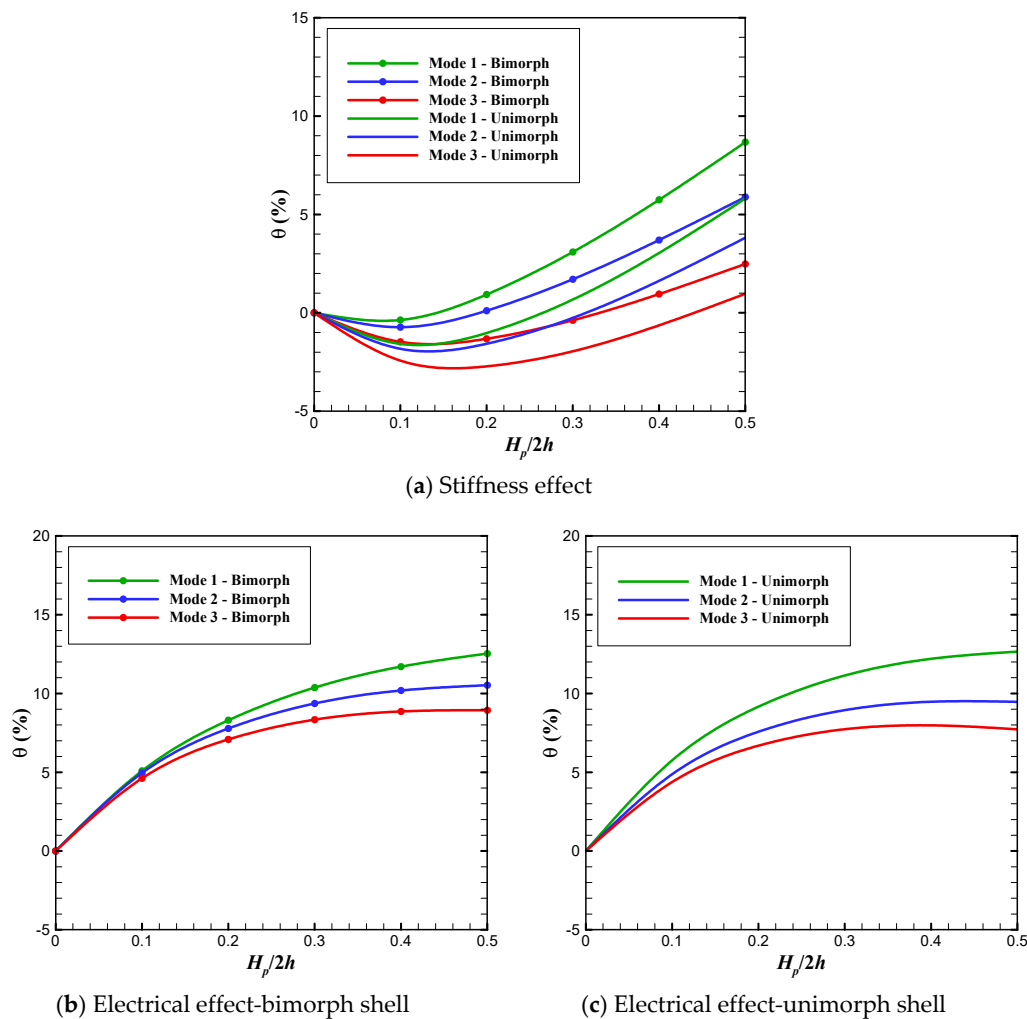 15
10
5
0
-5
θ (%)
Mode 1 - Bimorph
Mode 2 - Bimorph
Mode 3 - Bimorph
Mode 1 - Unimorph
Mode 2 - Unimorph
Mode 3 - Unimorph
0 0.1 0.2 0.3 0.4 0.5
Hₚ/2h
(a) Stiffness effect
20
15
10
5
0
-5
θ (%)
Mode 1 - Bimorph
Mode 2 - Bimorph
Mode 3 - Bimorph
0 0.1 0.2 0.3 0.4 0.5
Hₚ/2h
(b) Electrical effect-bimorph shell
20
15
10
5
0
-5
θ (%)
Mode 1 - Unimorph
Mode 2 - Unimorph
Mode 3 - Unimorph
0 0.1 0.2 0.3 0.4 0.5
Hₚ/2h
(c) Electrical effect-unimorph shell